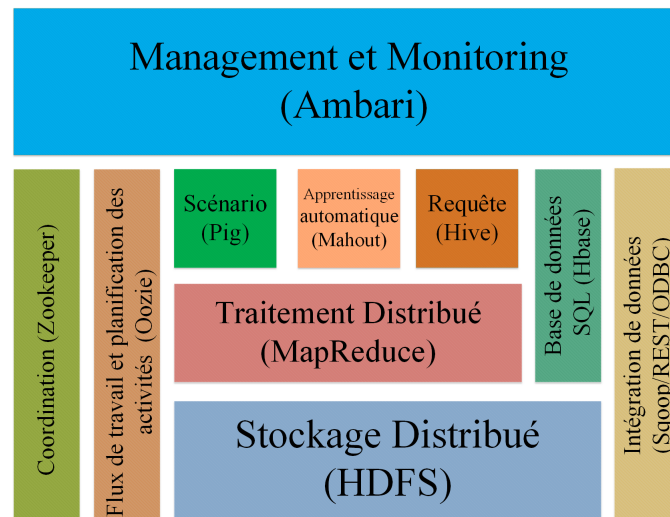 Management et Monitoring
(Ambari)
Coordination (Zookeeper)
Flux de travail et planification des
activités (Oozie)
Scénario
(Pig)
Apprentissage
automatique
(Mahout)
Requête
(Hive)
Base de données
SQL (Hbase)
Intégration de données
(Sqoop/REST/ODBC)
Traitement Distribué
(MapReduce)
Stockage Distribué
(HDFS)